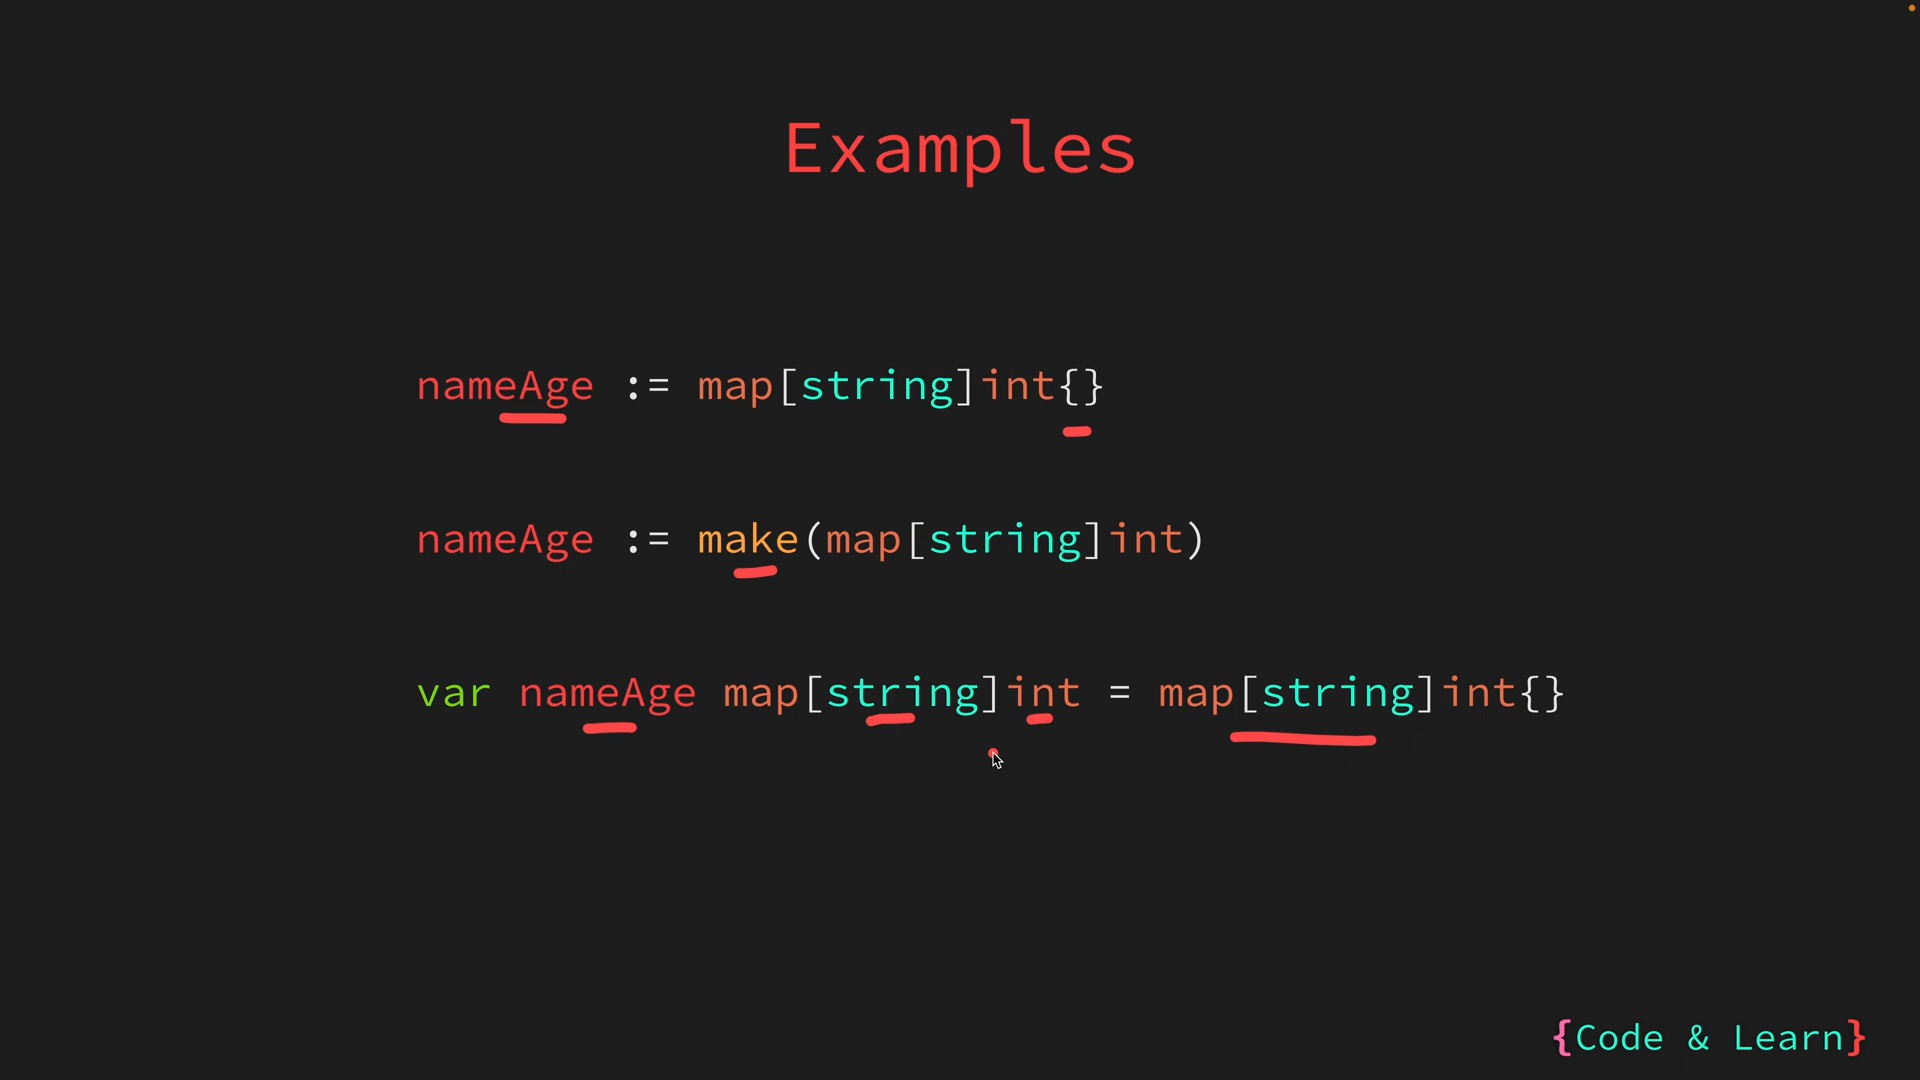 Examples
nameAge := map[string]int{}
nameAge := make(map[string]int)
var nameAge map[string]int = map[string]int{}
{Code & Learn}